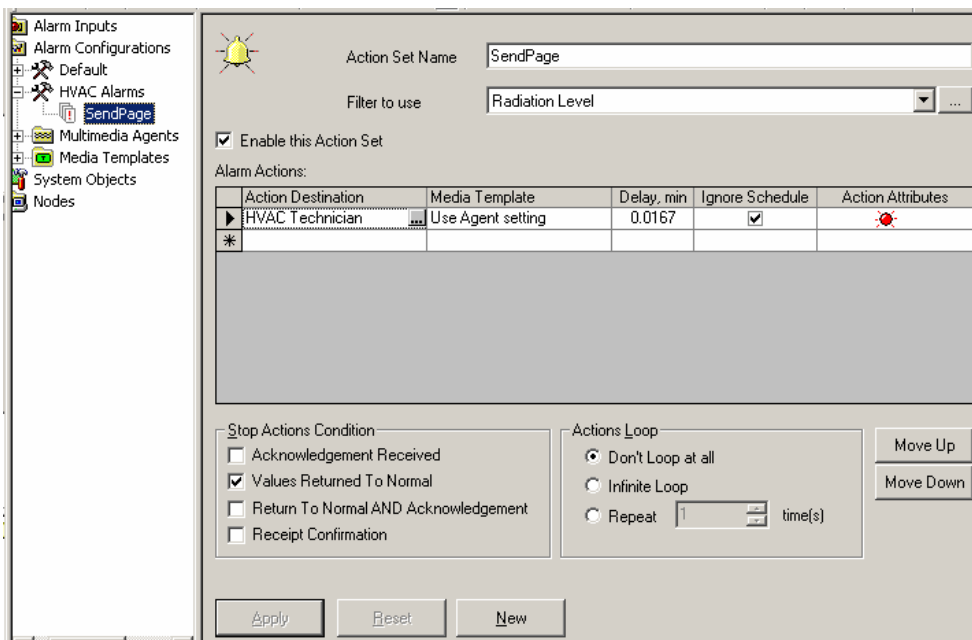 Alarm Inputs
Alarm Configurations
Default
HVAC Alarms
SendPage
Multimedia Agents
Media Templates
System Objects
Nodes
Action Set Name SendPage
Filter to use Radiation Level ...
Enable this Action Set
Alarm Actions:
Action Destination Media Template Delay, min Ignore Schedule Action Attributes
HVAC Technician ... Use Agent setting 0.0167
Stop Actions Condition
Acknowledgement Received
Values Returned To Normal
Return To Normal AND Acknowledgement
Receipt Confirmation
Actions Loop
Don't Loop at all
Infinite Loop
Repeat 1 time(s)
Move Up
Move Down
Apply Reset New